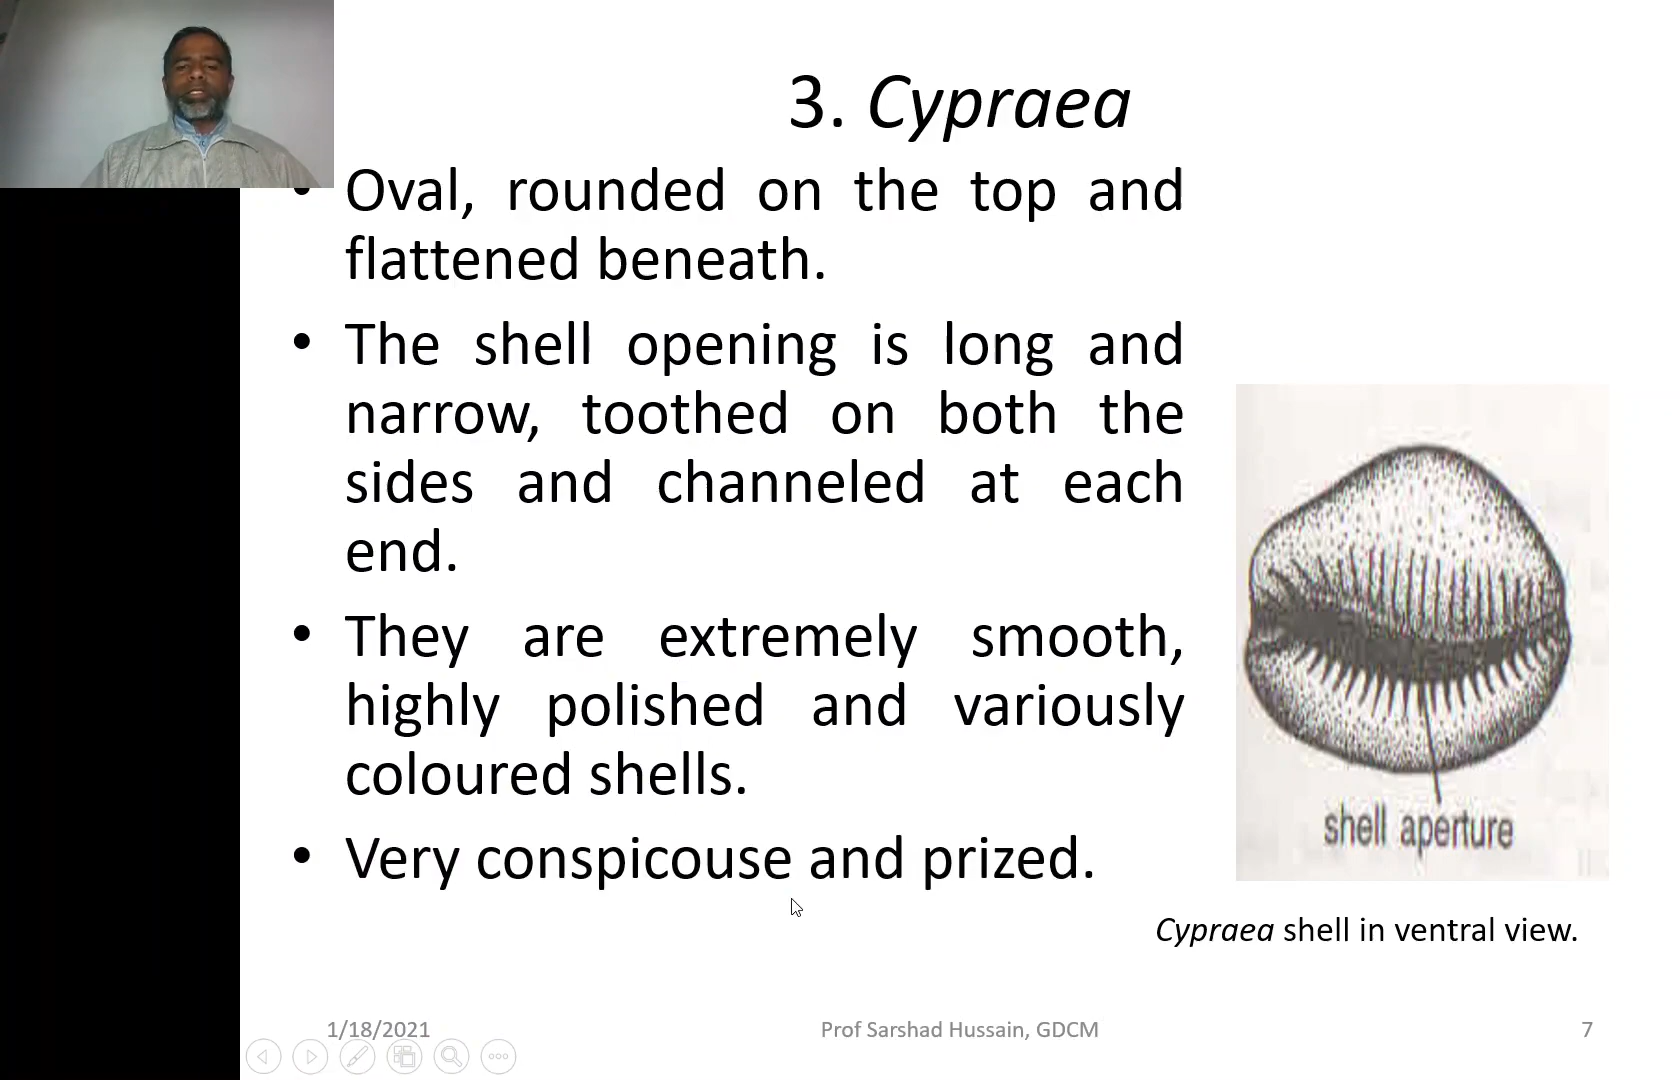 3. Cypraea
• Oval, rounded on the top and
flattened beneath.
• The shell opening is long and
narrow, toothed on both the
sides and channeled at each
end.
• They are extremely smooth,
highly polished and variously
coloured shells.
• Very conspicouse and prized.
shell aperture
Cypraea shell in ventral view.
1/18/2021
Prof Sarshad Hussain, GDCM
7